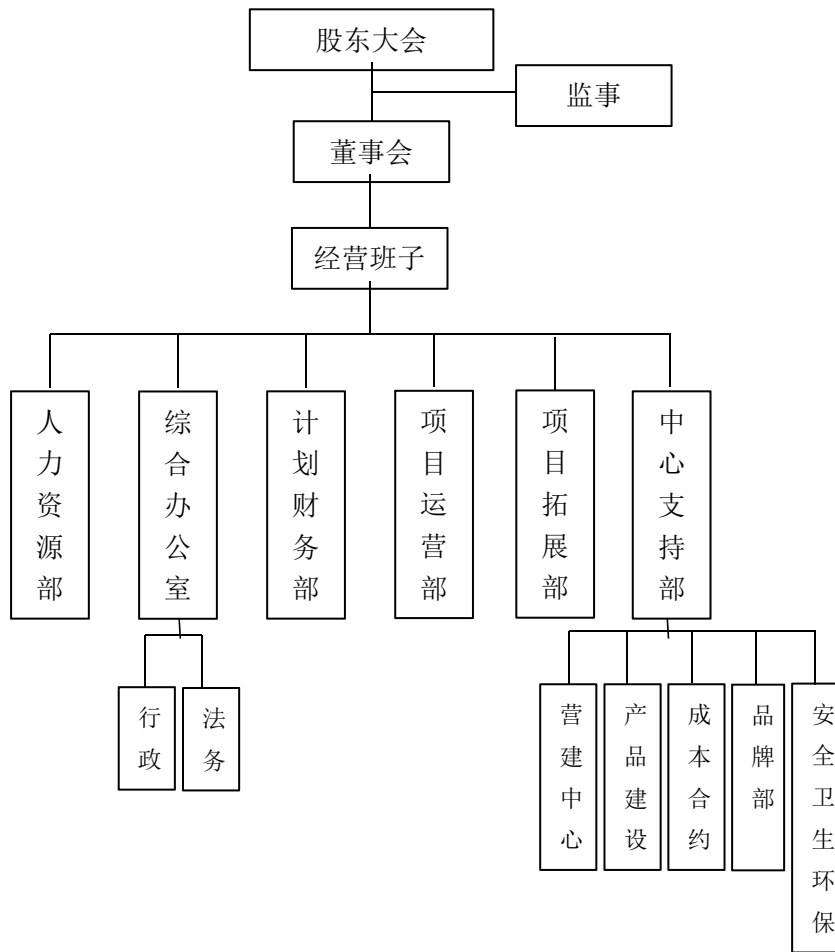 股东大会
监事
董事会
经营班子
人力资源部
综合办公室
计划财务部
项目运营部
项目拓展部
中心支持部
行政
法务
营建中心
产品建设
成本合约
品牌部
安全卫生环保